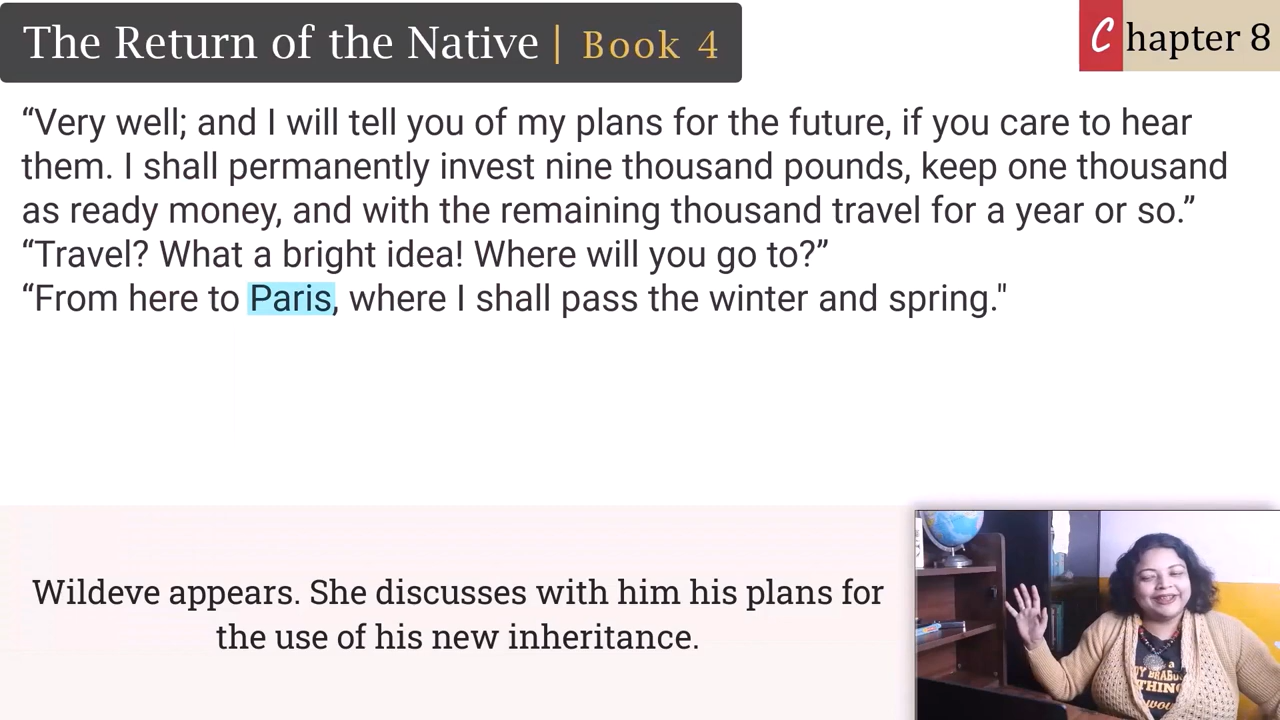 The Return of the Native | Book 4
Chapter 8
“Very well; and I will tell you of my plans for the future, if you care to hear
them. I shall permanently invest nine thousand pounds, keep one thousand
as ready money, and with the remaining thousand travel for a year or so.”
“Travel? What a bright idea! Where will you go to?”
“From here to Paris, where I shall pass the winter and spring."
Wildeve appears. She discusses with him his plans for
the use of his new inheritance.